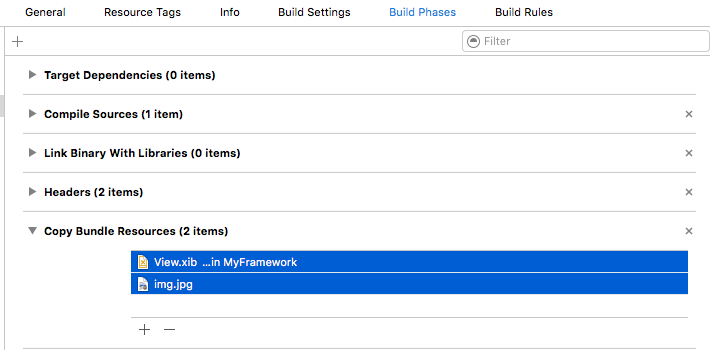 General Resource Tags Info Build Settings Build Phases Build Rules
Filter
Target Dependencies (0 items)
Compile Sources (1 item)
Link Binary With Libraries (0 items)
Headers (2 items)
Copy Bundle Resources (2 items)
View.xib ...in MyFramework
img.jpg